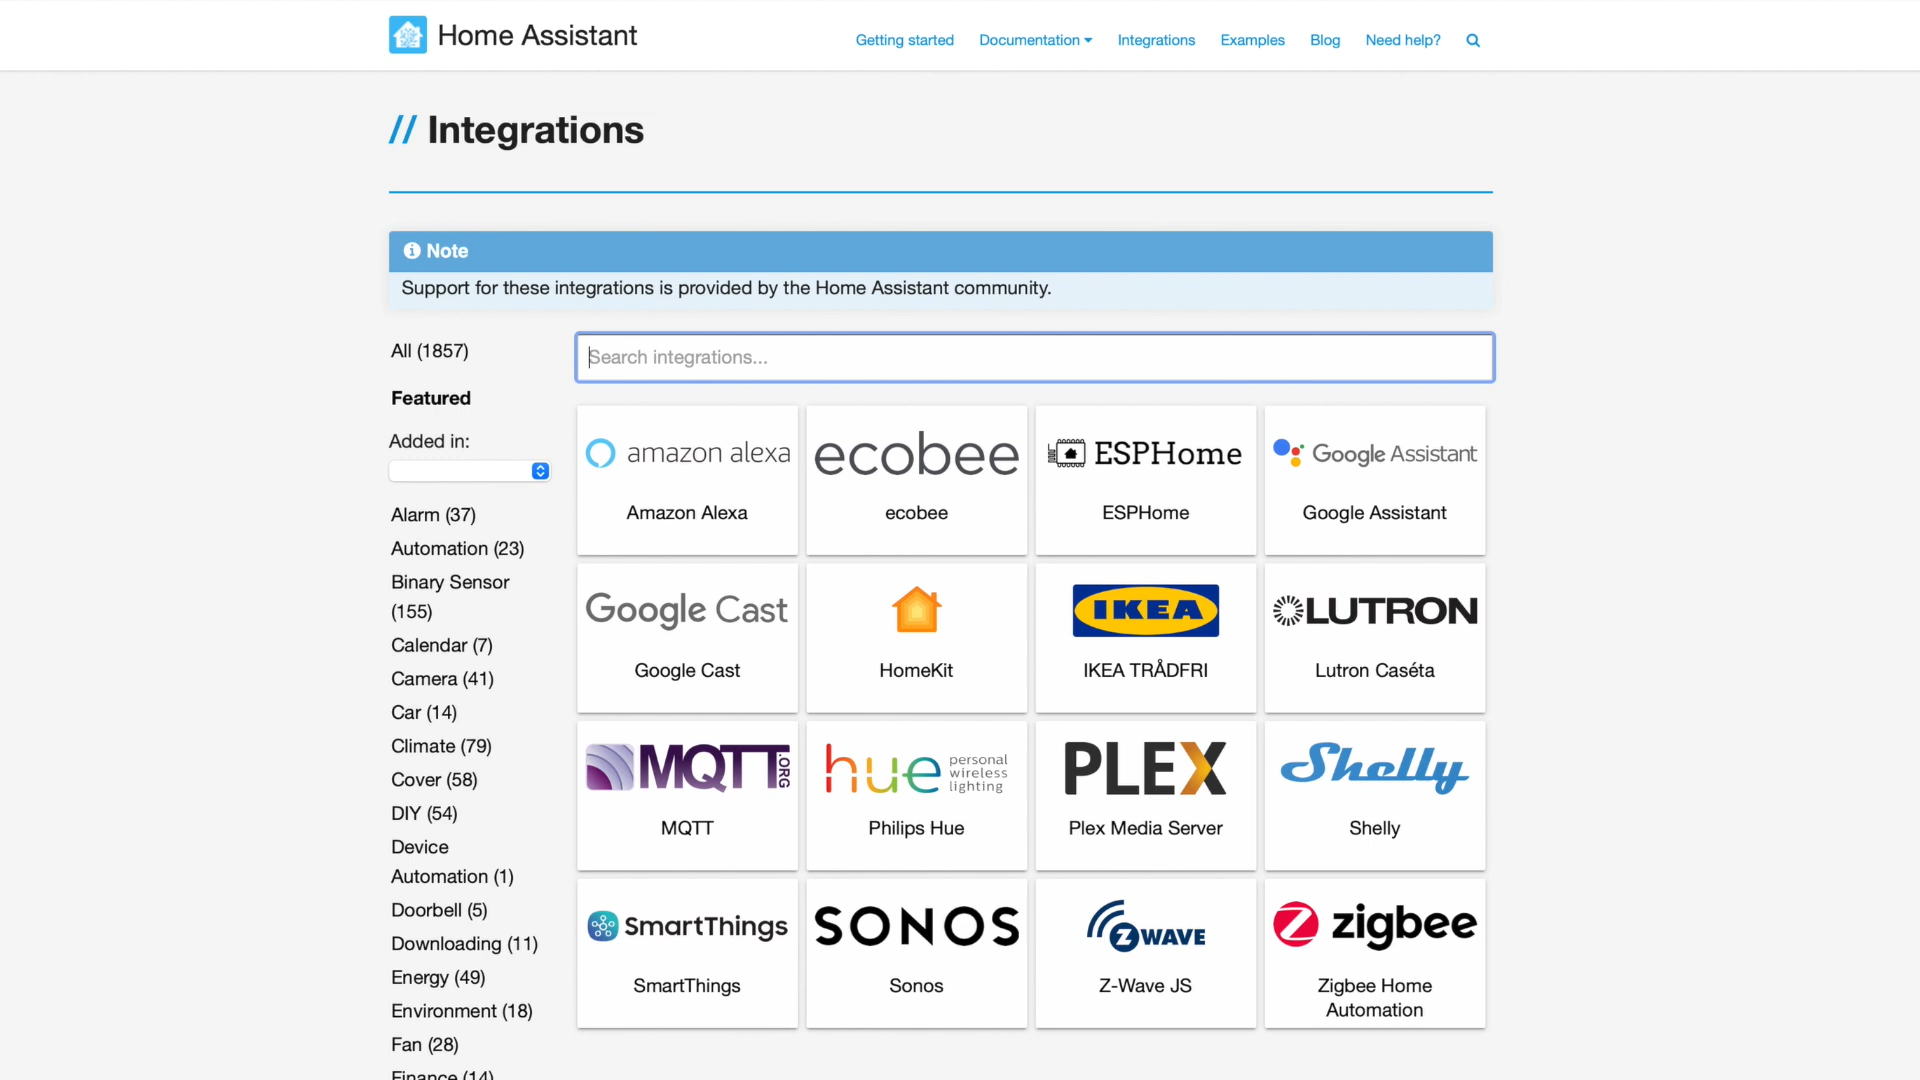 Home Assistant
Getting started
Documentation
Integrations
Examples
Blog
Need help?
// Integrations
Note
Support for these integrations is provided by the Home Assistant community.
All (1857)
Featured
Added in:
Alarm (37)
Automation (23)
Binary Sensor
(155)
Calendar (7)
Camera (41)
Car (14)
Climate (79)
Cover (58)
DIY (54)
Device
Automation (1)
Doorbell (5)
Downloading (11)
Energy (49)
Environment (18)
Fan (28)
Finance (14)
Search integrations...
amazon alexa
Amazon Alexa
ecobee
ecobee
ESPHome
ESPHome
Google Assistant
Google Assistant
Google Cast
Google Cast
HomeKit
IKEA
IKEA TRÅDFRI
LUTRON
Lutron Caséta
MQTT.ORG
MQTT
hue personal
wireless
lighting
Philips Hue
PLEX
Plex Media Server
Shelly
Shelly
SmartThings
SmartThings
SONOS
Sonos
Z WAVE
Z-Wave JS
zigbee
Zigbee Home
Automation